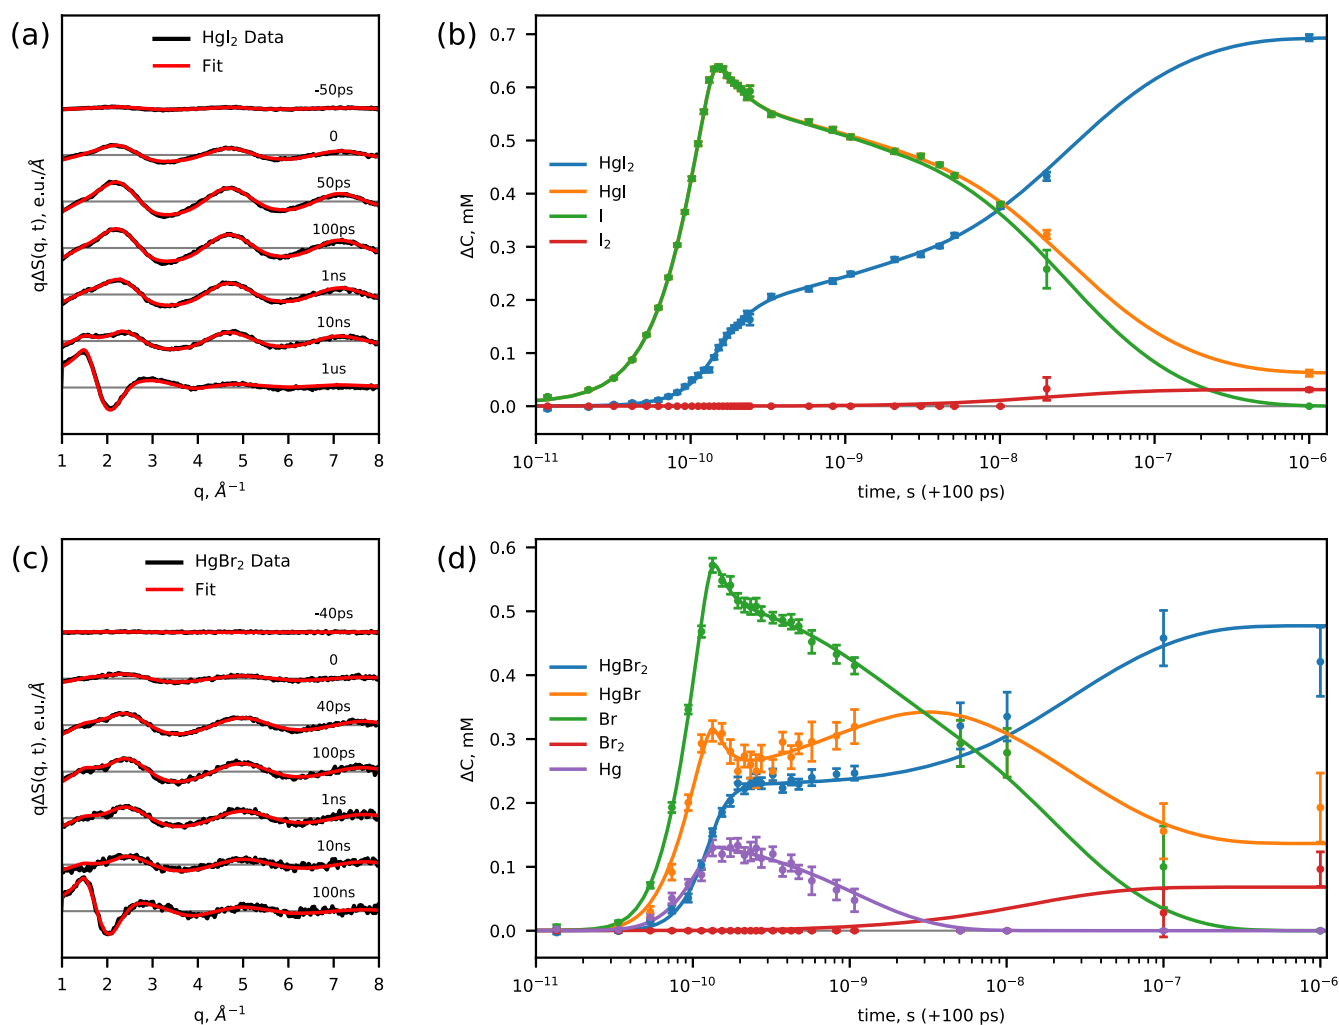 (a)
HgI₂ Data
Fit
-50ps
0
50ps
100ps
1ns
10ns
1us
qΔS(q, t), e.u./Å
1 2 3 4 5 6 7 8
q, Å⁻¹
(b)
0.7
0.6
0.5
0.4
0.3
0.2
0.1
0.0
ΔC, mM
HgI₂
HgI
I
I₂
10⁻¹¹ 10⁻¹⁰ 10⁻⁹ 10⁻⁸ 10⁻⁷ 10⁻⁶
time, s (+100 ps)
(c)
HgBr₂ Data
Fit
-40ps
0
40ps
100ps
1ns
10ns
100ns
qΔS(q, t), e.u./Å
1 2 3 4 5 6 7 8
q, Å⁻¹
(d)
0.6
0.5
0.4
0.3
0.2
0.1
0.0
ΔC, mM
HgBr₂
HgBr
Br
Br₂
Hg
10⁻¹¹ 10⁻¹⁰ 10⁻⁹ 10⁻⁸ 10⁻⁷ 10⁻⁶
time, s (+100 ps)